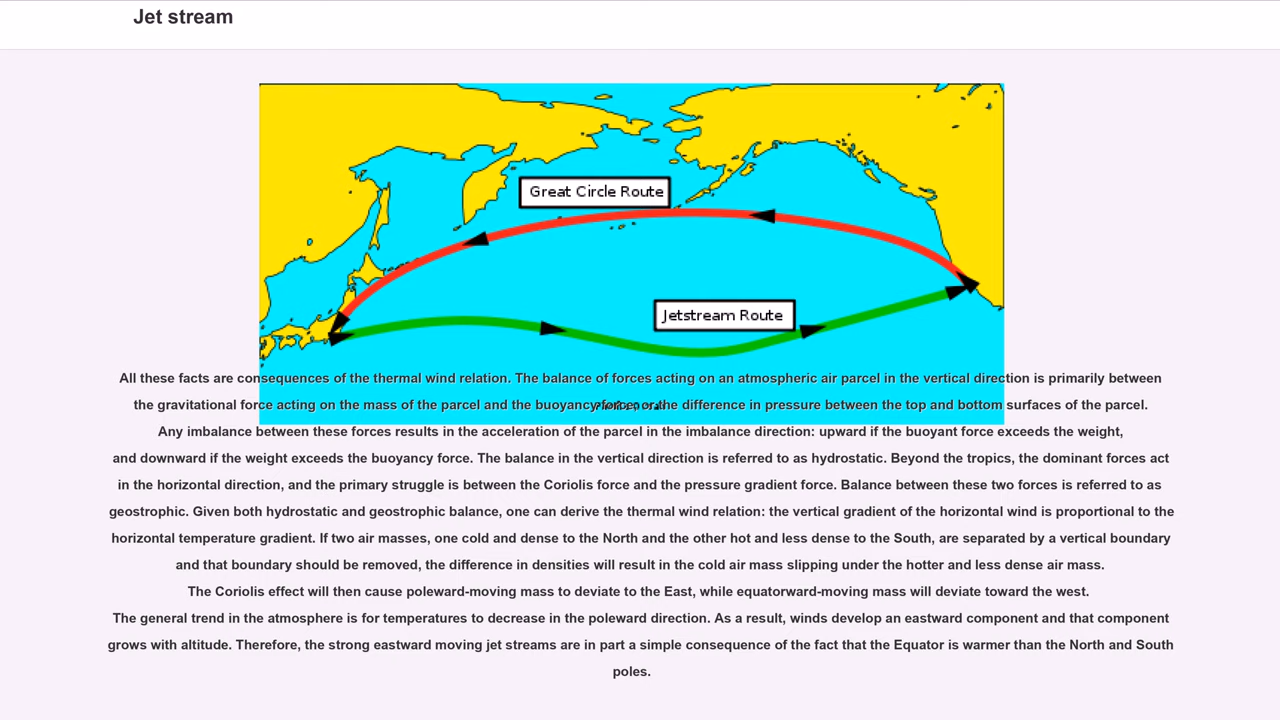 Jet stream
Great Circle Route
Jetstream Route
All these facts are consequences of the thermal wind relation. The balance of forces acting on an atmospheric air parcel in the vertical direction is primarily between
the gravitational force acting on the mass of the parcel and the buoyancy force, or the difference in pressure between the top and bottom surfaces of the parcel.
Any imbalance between these forces results in the acceleration of the parcel in the imbalance direction: upward if the buoyant force exceeds the weight,
and downward if the weight exceeds the buoyancy force. The balance in the vertical direction is referred to as hydrostatic. Beyond the tropics, the dominant forces act
in the horizontal direction, and the primary struggle is between the Coriolis force and the pressure gradient force. Balance between these two forces is referred to as
geostrophic. Given both hydrostatic and geostrophic balance, one can derive the thermal wind relation: the vertical gradient of the horizontal wind is proportional to the
horizontal temperature gradient. If two air masses, one cold and dense to the North and the other hot and less dense to the South, are separated by a vertical boundary
and that boundary should be removed, the difference in densities will result in the cold air mass slipping under the hotter and less dense air mass.
The Coriolis effect will then cause poleward-moving mass to deviate to the East, while equatorward-moving mass will deviate toward the west.
The general trend in the atmosphere is for temperatures to decrease in the poleward direction. As a result, winds develop an eastward component and that component
grows with altitude. Therefore, the strong eastward moving jet streams are in part a simple consequence of the fact that the Equator is warmer than the North and South
poles.